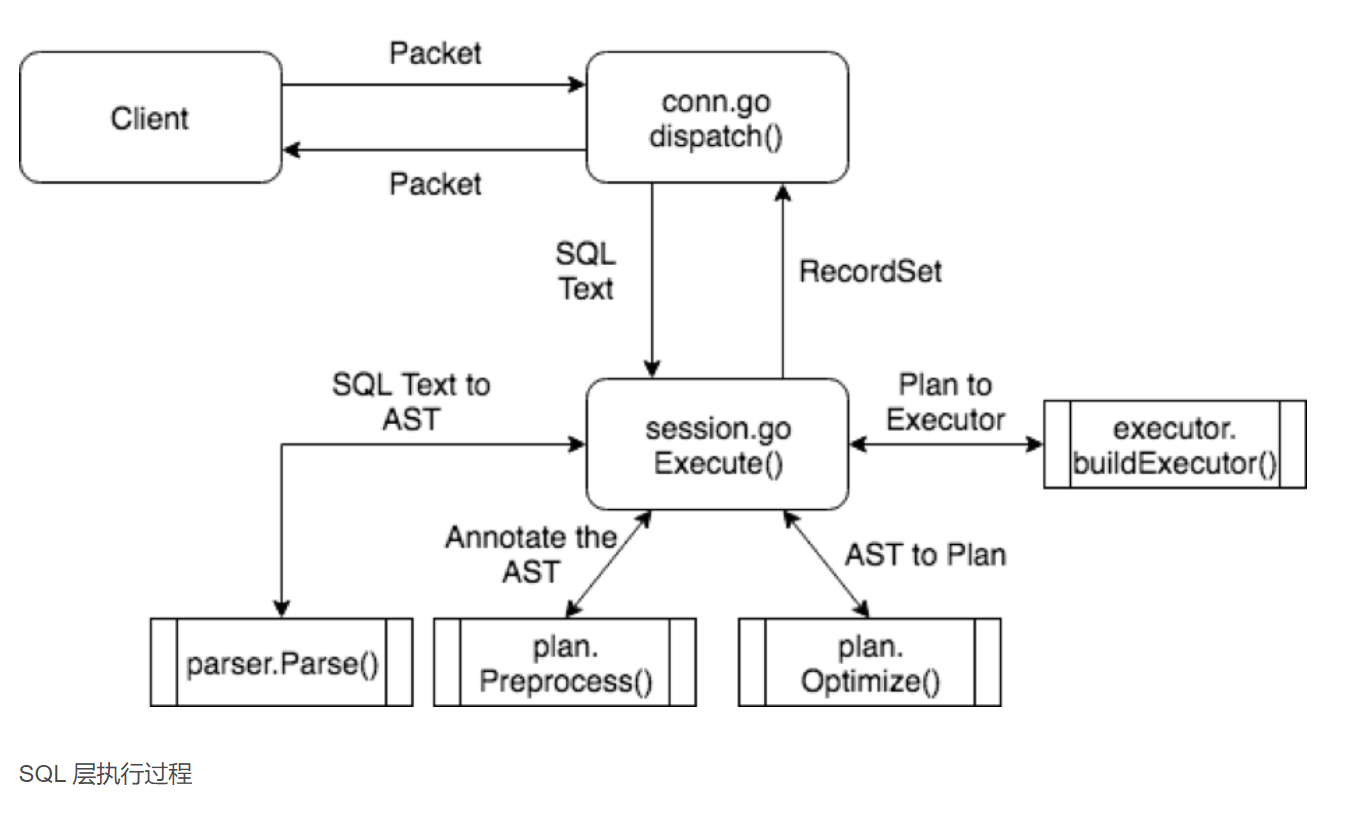 Packet
Client
conn.go
dispatch()
Packet
SQL
Text
RecordSet
SQL Text to
AST
Plan to
Executor
session.go
Execute()
executor.
buildExecutor()
Annotate the
AST
AST to Plan
parser.Parse()
plan.
Preprocess()
plan.
Optimize()
SQL 层执行过程